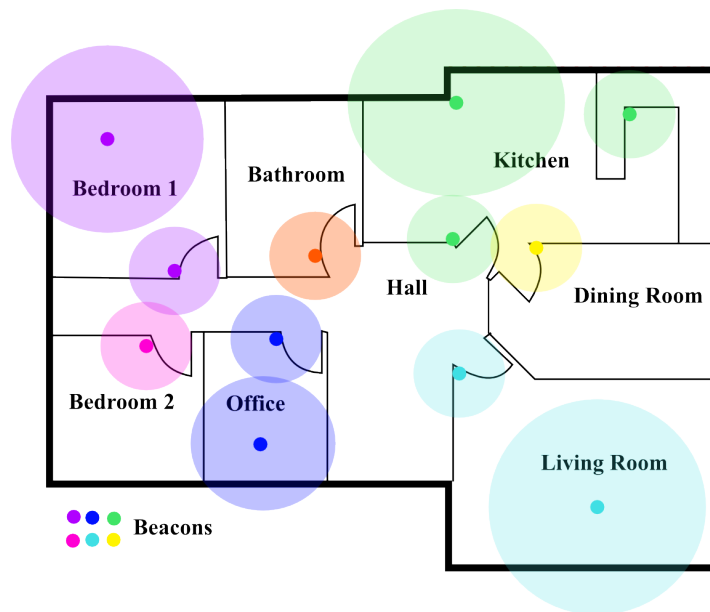 Kitchen
Bathroom
Bedroom 1
Hall
Dining Room
Bedroom 2
Office
Living Room
Beacons